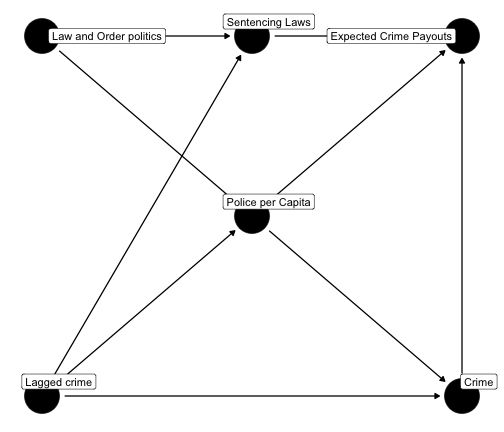 Sentencing Laws
Law and Order politics
Expected Crime Payouts
Police per Capita
Lagged crime
Crime